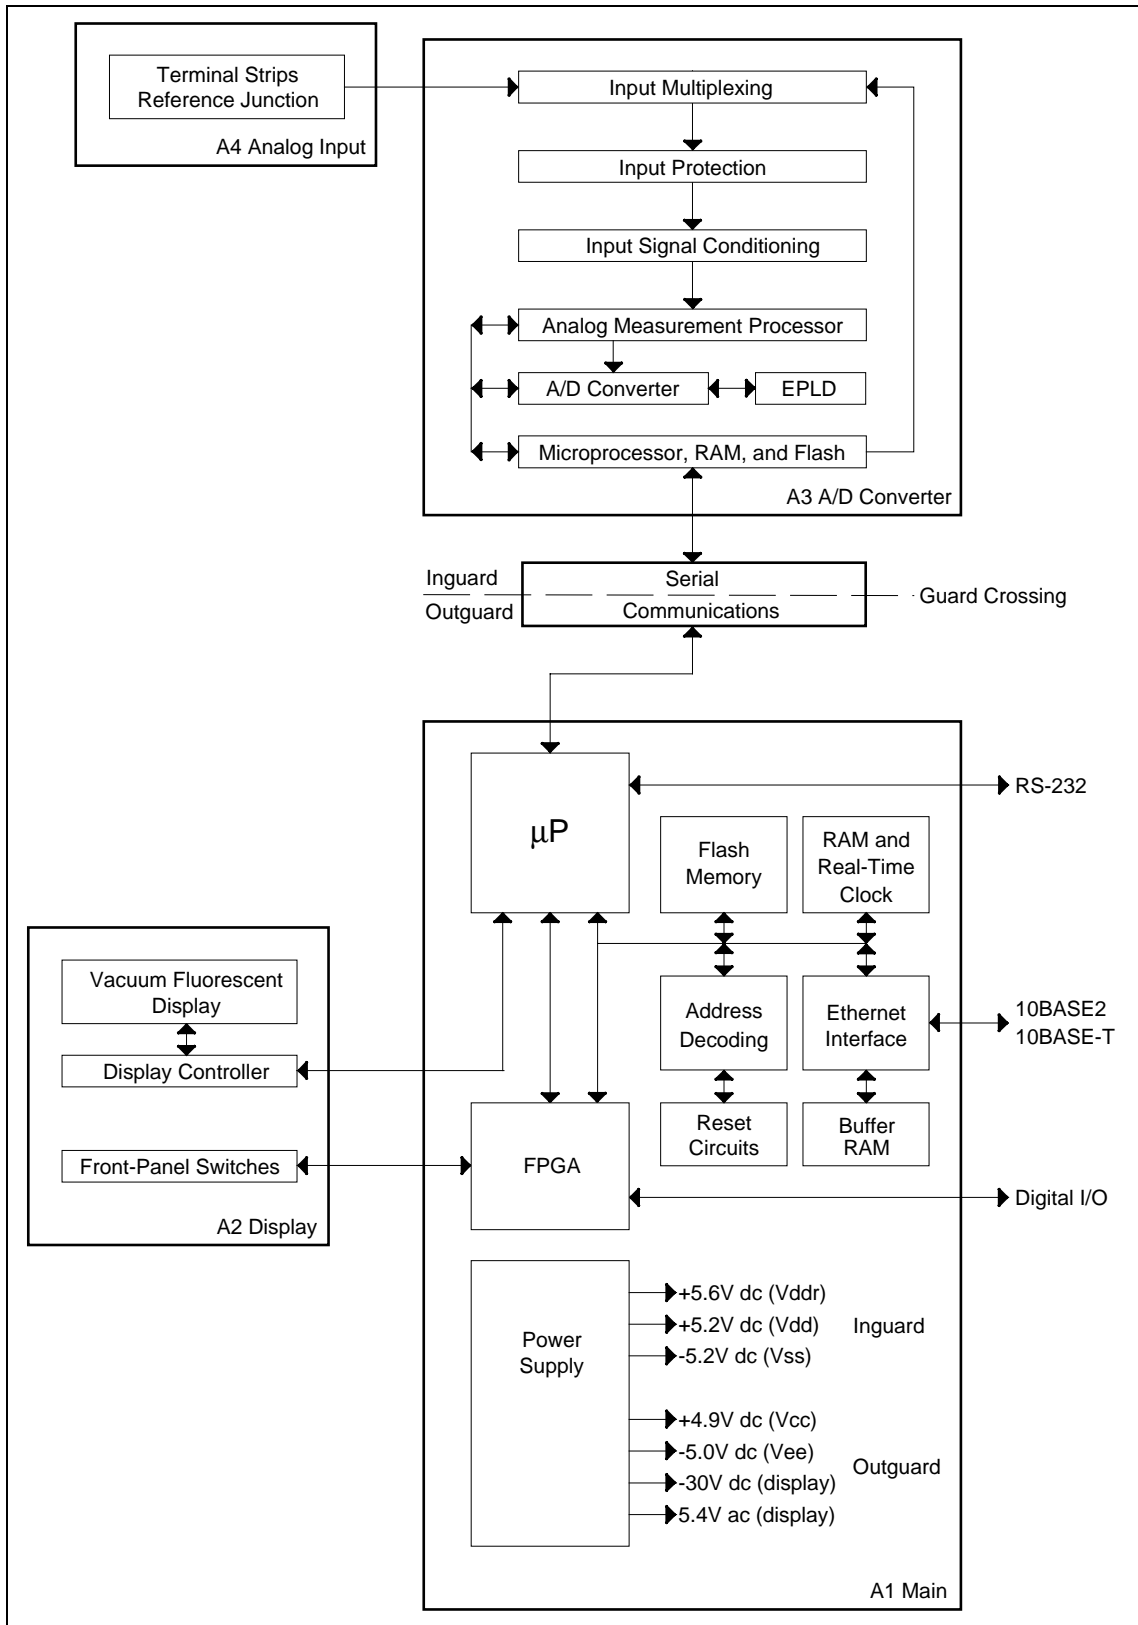 Terminal Strips
Reference Junction
A4 Analog Input
Input Multiplexing
Input Protection
Input Signal Conditioning
Analog Measurement Processor
A/D Converter
EPLD
Microprocessor, RAM, and Flash
A3 A/D Converter
Inguard
Outguard
Serial
Communications
Guard Crossing
μP
RS-232
Flash
Memory
RAM and
Real-Time
Clock
Vacuum Fluorescent
Display
Display Controller
Front-Panel Switches
A2 Display
Address
Decoding
Ethernet
Interface
10BASE2
10BASE-T
Reset
Circuits
Buffer
RAM
FPGA
Digital I/O
Power
Supply
+5.6V dc (Vddr)
+5.2V dc (Vdd)
-5.2V dc (Vss)
Inguard
+4.9V dc (Vcc)
-5.0V dc (Vee)
-30V dc (display)
5.4V ac (display)
Outguard
A1 Main